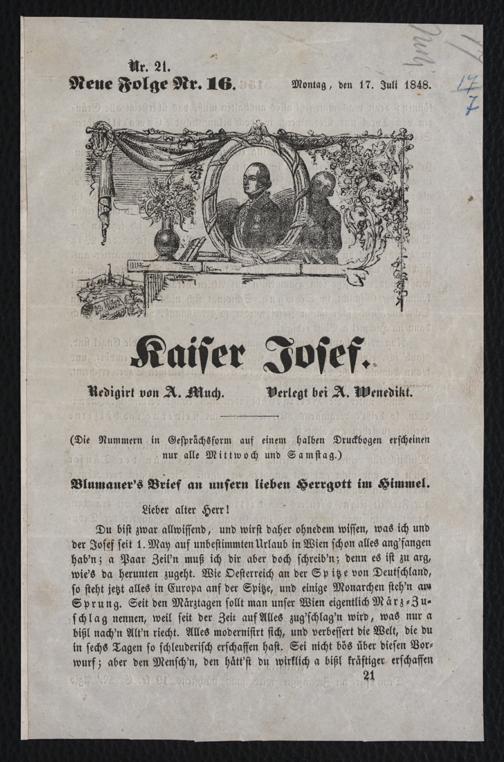 Nr. 21.
Neue Folge Nr. 16.
Montag, den 17. Juli 1848.
17
7
Kaiser Josef.
Redigirt von A. Much. Verlegt bei A. Wenedikt.
(Die Nummern in Gesprächsform auf einem halben Druckbogen erscheinen
nur alle Mittwoch und Samstag.)
Blumauer's Brief an unsern lieben Herrgott im Himmel.
Lieber alter Herr!
Du bist zwar allwissend, und wirst daher ohnedem wissen, was ich und
der Josef seit 1. May auf unbestimmten Urlaub in Wien schon alles ang'fangen
hab'n; a Paar Zeil'n muß ich dir aber doch schreib'n; denn es ist zu arg,
wie's da herunten zugeht. Wie Oesterreich an der Spitze von Deutschland,
so steht jetzt alles in Europa auf der Spitze, und einige Monarchen steh'n am
Sprung. Seit den Märztagen sollt man unser Wien eigentlich März-Zu-
schlag nennen, weil seit der Zeit auf Alles zug'schlag'n wird, was nur a
bißl nach'n Alt'n riecht. Alles modernisirt sich, und verbessert die Welt, die du
in sechs Tagen so schleuderisch erschaffen hast. Sei nicht bös über diesen Vor-
wurf; aber den Mensch'n, den hätt'st du wirklich a bißl kräftiger erschaffen
21